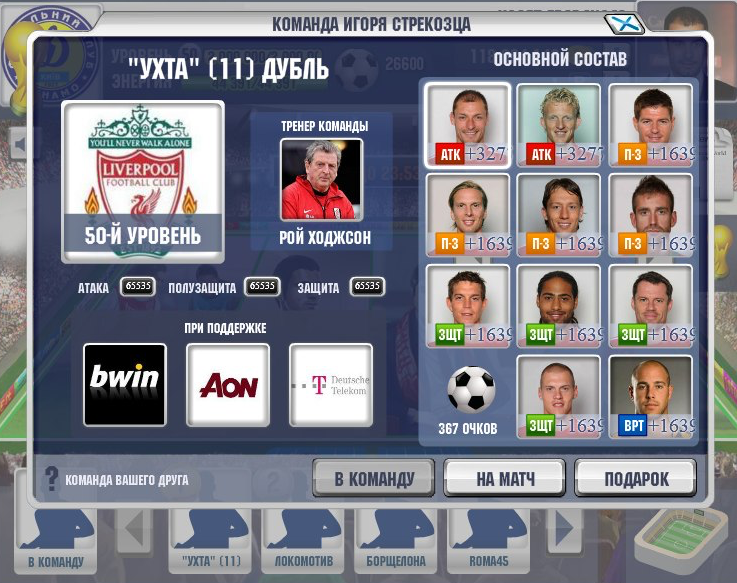 КОМАНДА ИГОРЯ СТРЕКОЗЦА
26600
"УХТА" (11) ДУБЛЬ
ОСНОВНОЙ СОСТАВ
YOU'LL NEVER WALK ALONE
LIVERPOOL
FOOTBALL CLUB
50-Й УРОВЕНЬ
ТРЕНЕР КОМАНДЫ
РОЙ ХОДЖСОН
АТАКА 65535 ПОЛУЗАЩИТА 65535 ЗАЩИТА 65535
ПРИ ПОДДЕРЖКЕ
bwin
AON
T Deutsche
Telekom
АТК +327
АТК +327
П-З +1639
П-З +1639
П-З +1639
П-З +1639
ЗЩТ +1639
ЗЩТ +1639
ЗЩТ +1639
367 ОЧКОВ
ЗЩТ +1639
ВРТ +1639
? КОМАНДА ВАШЕГО ДРУГА
В КОМАНДУ
НА МАТЧ
ПОДАРОК
В КОМАНДУ
"УХТА" (11)
ЛОКОМОТИВ
БОРЩЕЛОНА
ROMA45